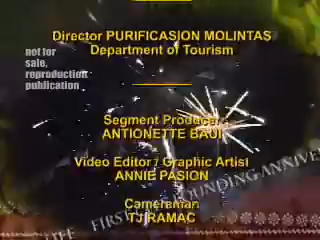 Director PURIFICASION MOLINTAS
Department of Tourism
not for
sale,
reproduction
publication
Segment Producer
ANTIONETTE BAUI
Video Editor / Graphic Artist
ANNIE PASION
Cameraman
TJ RAMAC
FIRST FOUNDING ANNIVE